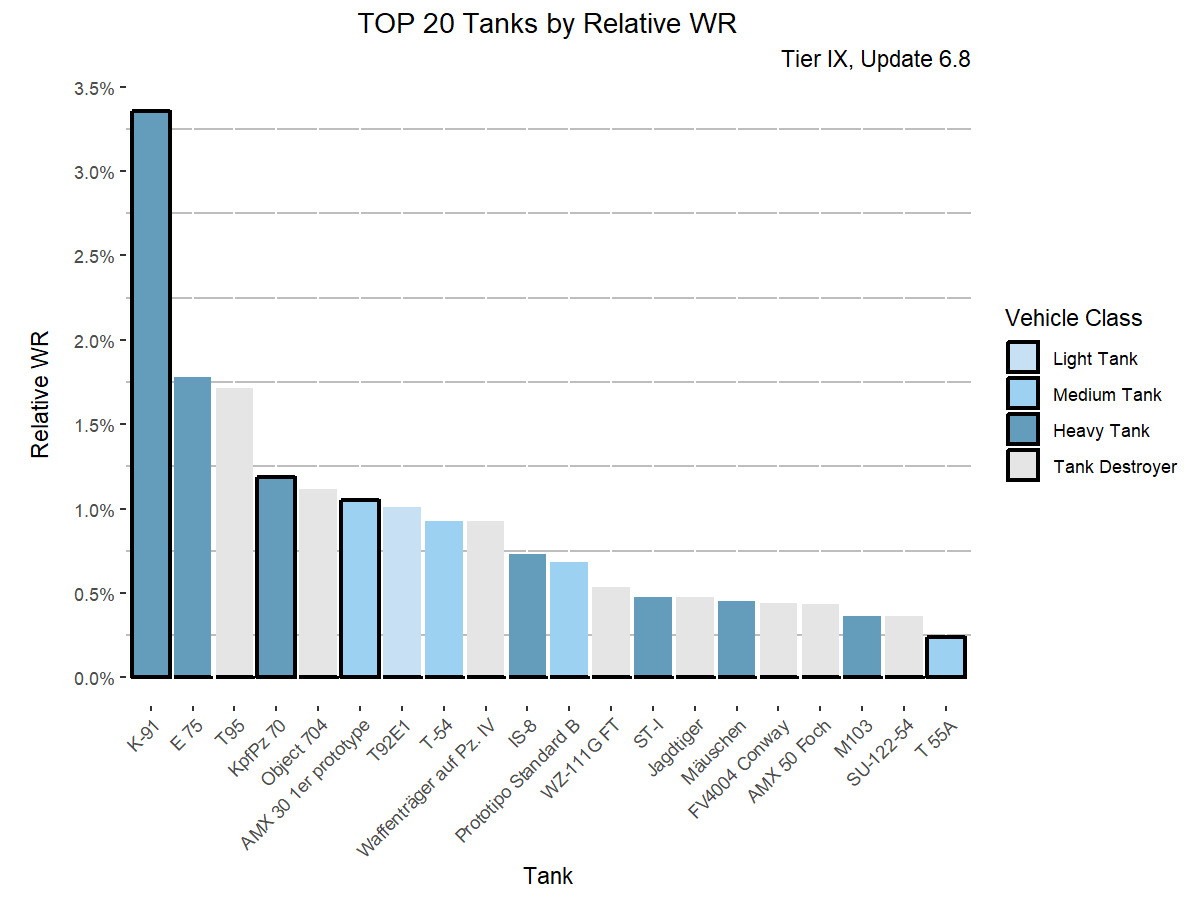 TOP 20 Tanks by Relative WR
Tier IX, Update 6.8
3.5%
3.0%
2.5%
2.0%
1.5%
1.0%
0.5%
0.0%
Relative WR
K-91
E 75
T95
KpfPz 70
Object 704
AMX 30 1er prototype
T92E1
T-54
Waffenträger auf Pz. IV
IS-8
Prototipo Standard B
WZ-111G FT
ST-I
Jagdtiger
Mäuschen
FV4004 Conway
AMX 50 Foch
M103
SU-122-54
T 55A
Tank
Vehicle Class
Light Tank
Medium Tank
Heavy Tank
Tank Destroyer